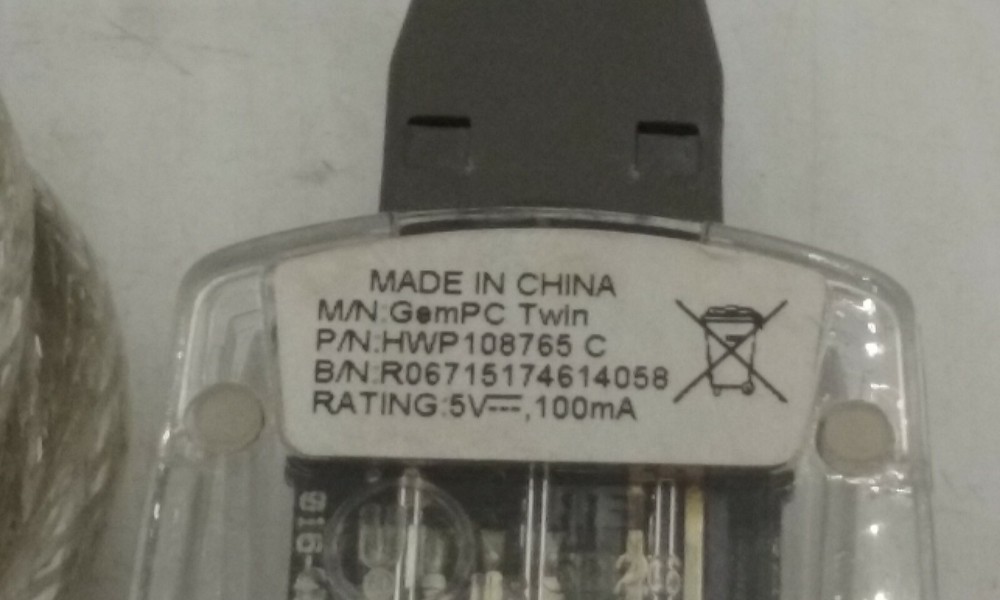 MADE IN CHINA
M/N:GemPC Twin
P/N:HWP108765 C
B/N:R06715174614058
RATING:5V⎓,100mA